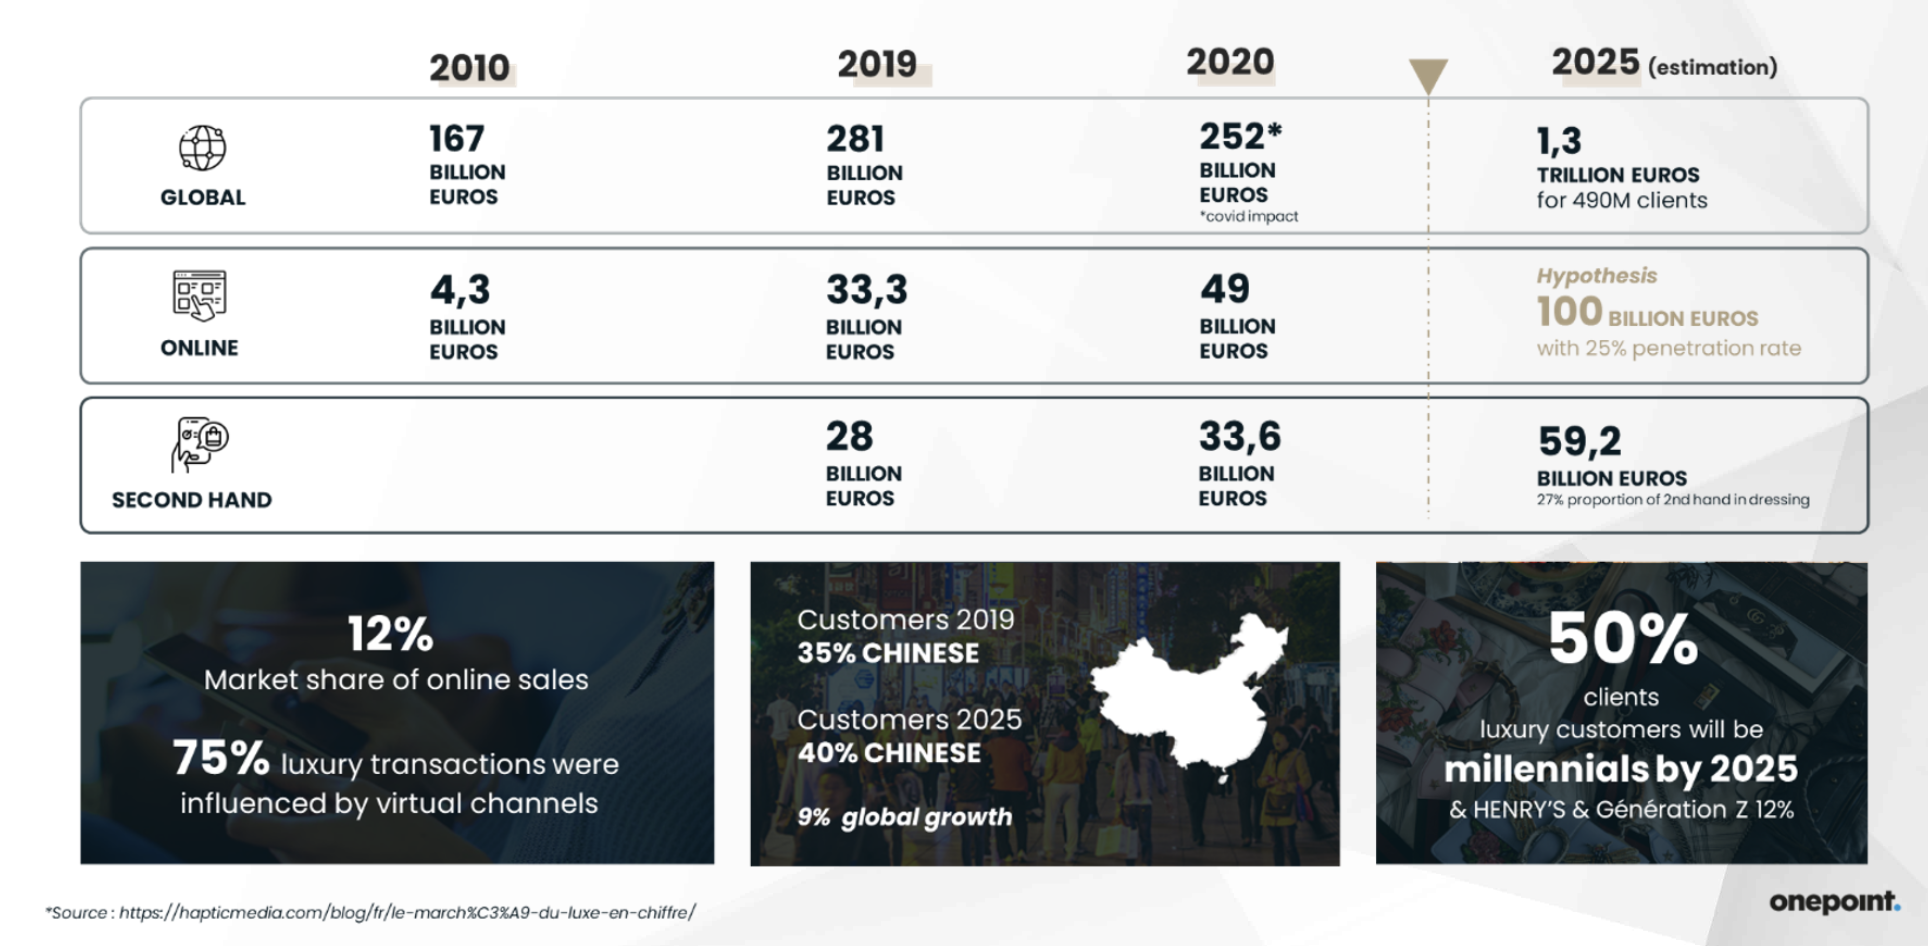 2010
2019
2020
2025 (estimation)
GLOBAL
167
BILLION
EUROS
281
BILLION
EUROS
252*
BILLION
EUROS
*covid impact
1,3
TRILLION EUROS
for 490M clients
ONLINE
4,3
BILLION
EUROS
33,3
BILLION
EUROS
49
BILLION
EUROS
Hypothesis
100 BILLION EUROS
with 25% penetration rate
SECOND HAND
28
BILLION
EUROS
33,6
BILLION
EUROS
59,2
BILLION EUROS
27% proportion of 2nd hand in dressing
12%
Market share of online sales
75% luxury transactions were
influenced by virtual channels
Customers 2019
35% CHINESE
Customers 2025
40% CHINESE
9% global growth
50%
clients
luxury customers will be
millennials by 2025
& HENRY'S & Génération Z 12%
*Source : https://hapticmedia.com/blog/fr/le-march%C3%A9-du-luxe-en-chiffre/
onepoint.